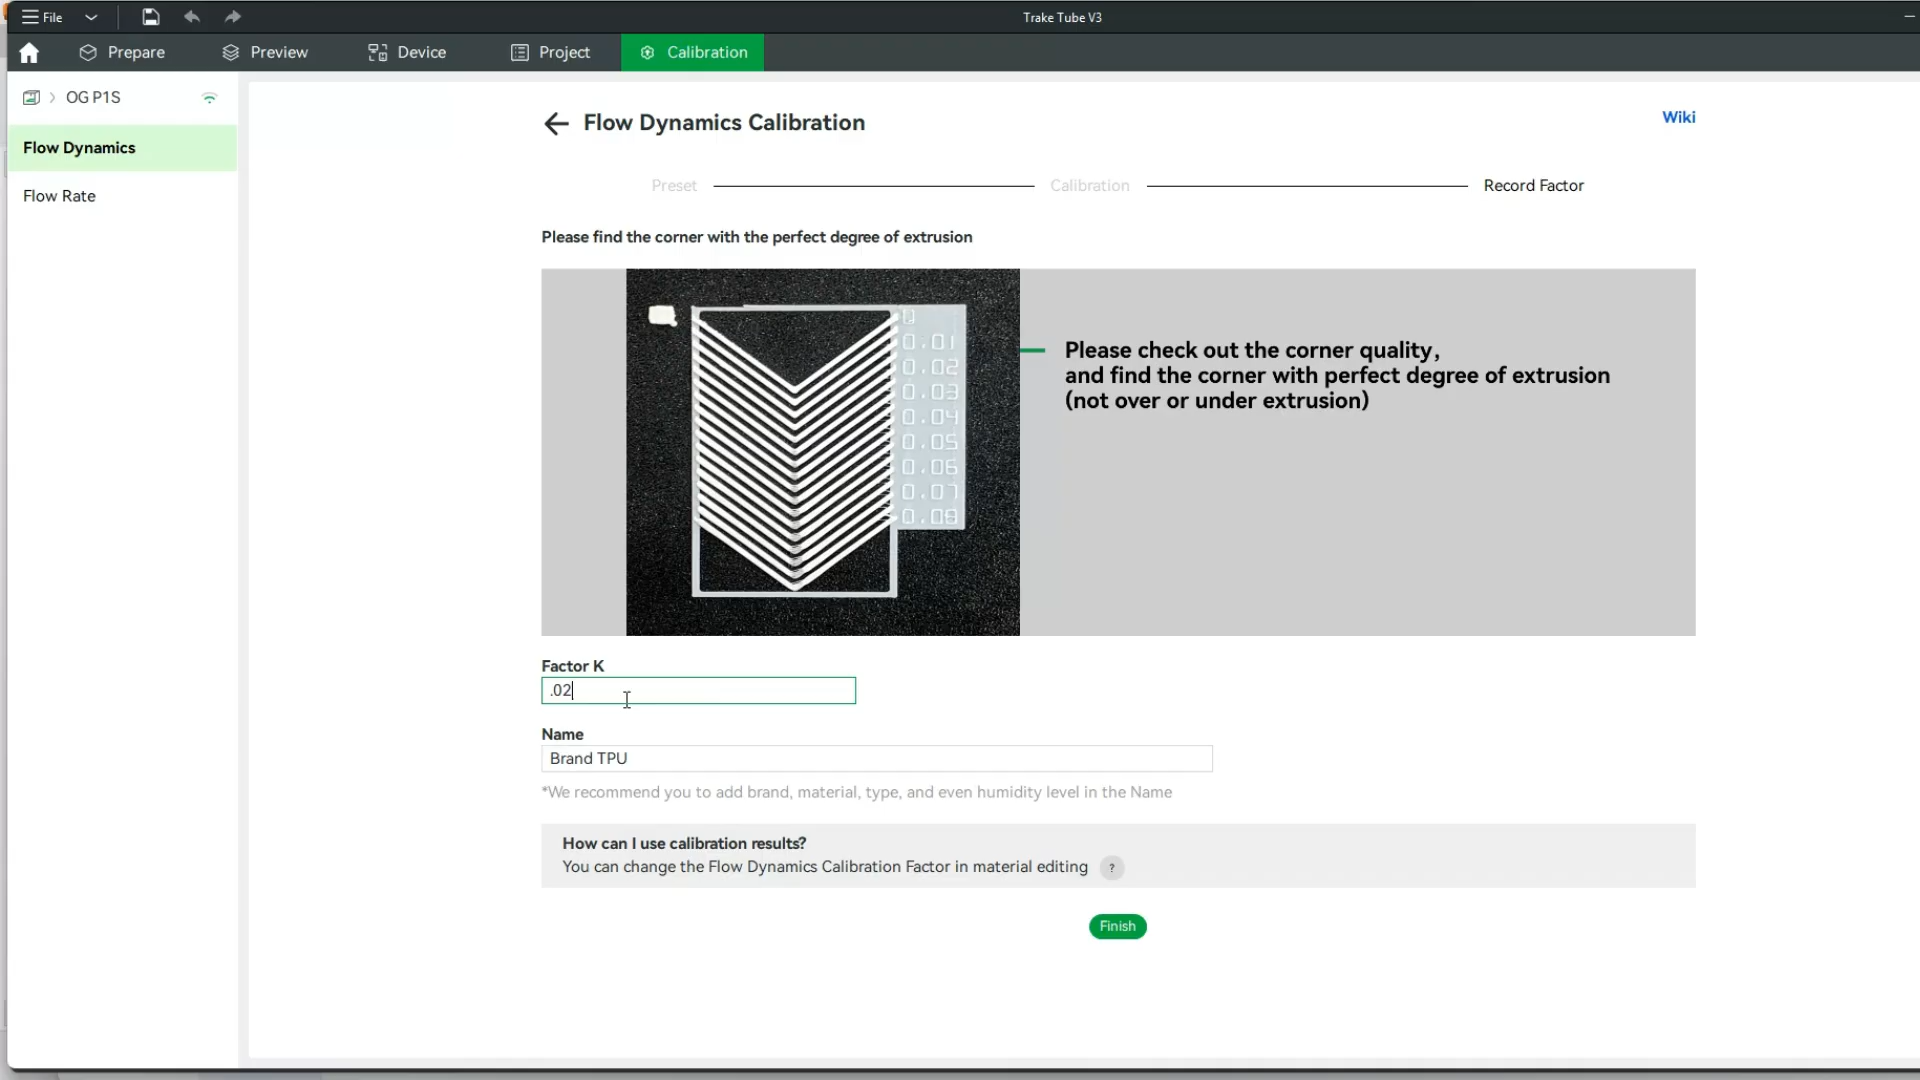 File
Trake Tube V3
Prepare
Preview
Device
Project
Calibration
OG P1S
Flow Dynamics
Flow Rate
Flow Dynamics Calibration
Wiki
Preset
Calibration
Record Factor
Please find the corner with the perfect degree of extrusion
0
0.01
0.02
0.03
0.04
0.05
0.06
0.07
Please check out the corner quality,
and find the corner with perfect degree of extrusion
(not over or under extrusion)
Factor K
.02
Name
Brand TPU
*We recommend you to add brand, material, type, and even humidity level in the Name
How can I use calibration results?
You can change the Flow Dynamics Calibration Factor in material editing ?
Finish